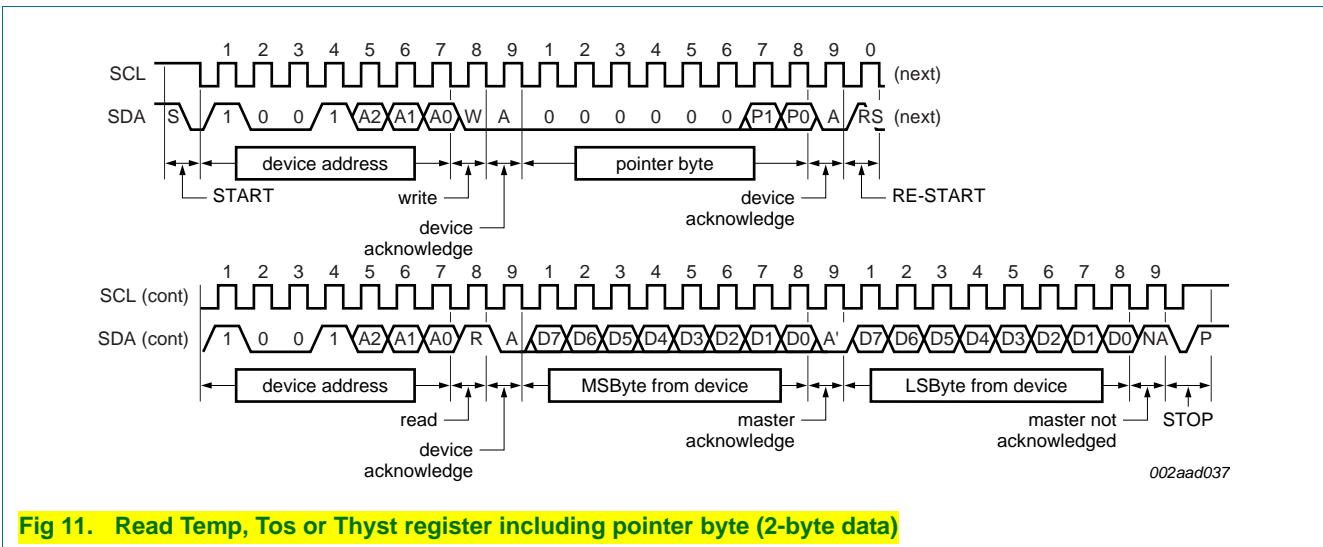 1 2 3 4 5 6 7 8 9 1 2 3 4 5 6 7 8 9 0
SCL (next)
SDA S 1 0 0 1 A2 A1 A0 W A 0 0 0 0 0 0 P1 P0 A RS (next)
device address pointer byte
START write device RE-START
acknowledge
device
acknowledge
1 2 3 4 5 6 7 8 9 1 2 3 4 5 6 7 8 9 1 2 3 4 5 6 7 8 9
SCL (cont)
SDA (cont) 1 0 0 1 A2 A1 A0 R A D7 D6 D5 D4 D3 D2 D1 D0 A' D7 D6 D5 D4 D3 D2 D1 D0 NA P
device address MSByte from device LSByte from device
read master master not STOP
acknowledge acknowledged
device
acknowledge
002aad037
Fig 11. Read Temp, Tos or Thyst register including pointer byte (2-byte data)